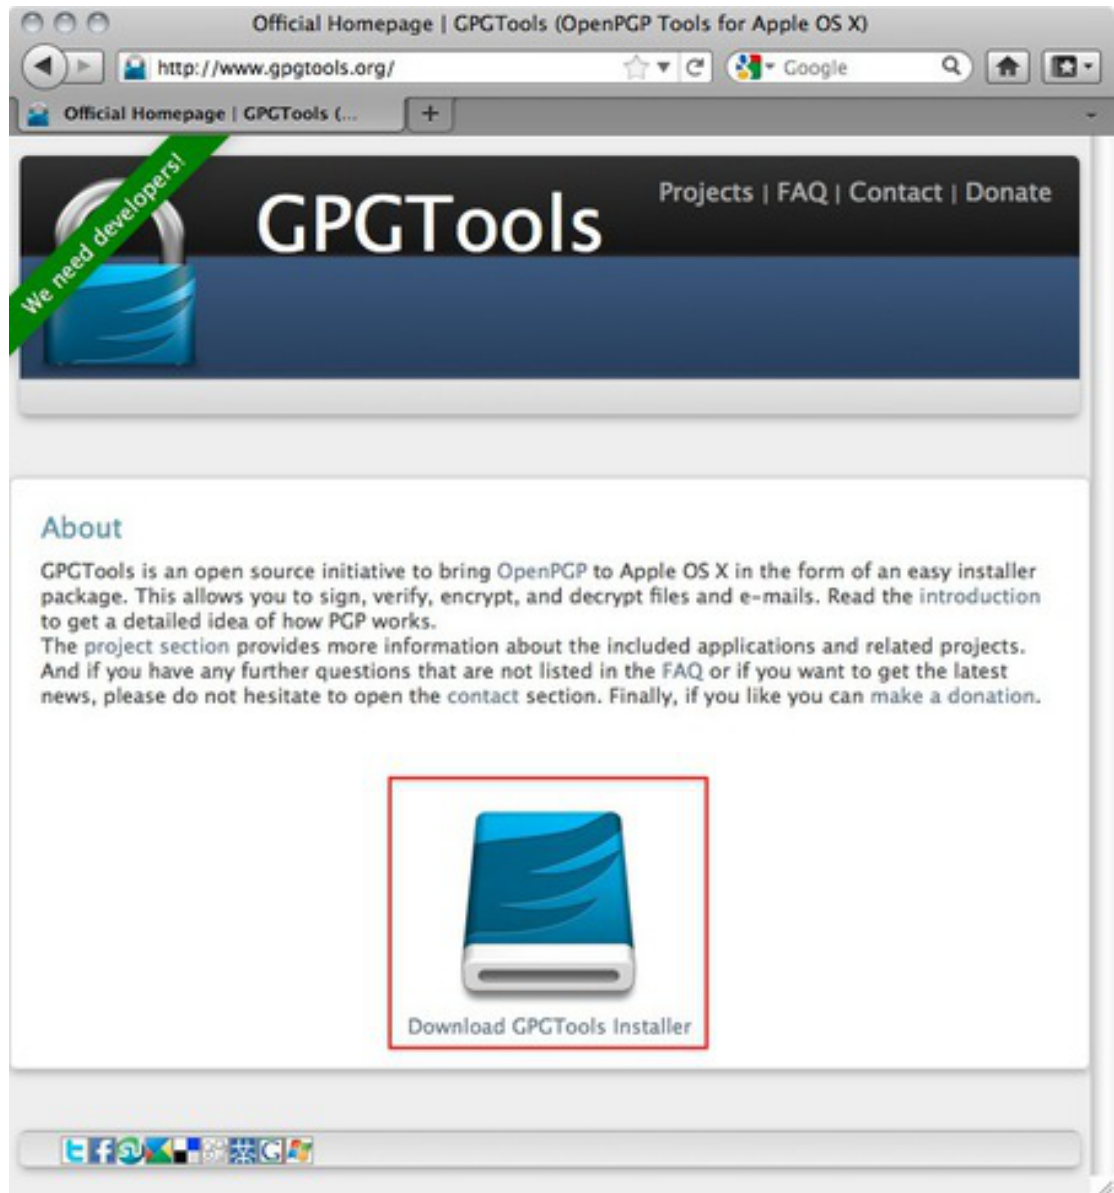 Official Homepage | GPGTools (OpenPGP Tools for Apple OS X)
http://www.gpgtools.org/
Google
Official Homepage | GPGTools (...
We need developers!
GPGTools
Projects | FAQ | Contact | Donate
About
GPGTools is an open source initiative to bring OpenPGP to Apple OS X in the form of an easy installer
package. This allows you to sign, verify, encrypt, and decrypt files and e-mails. Read the introduction
to get a detailed idea of how PGP works.
The project section provides more information about the included applications and related projects.
And if you have any further questions that are not listed in the FAQ or if you want to get the latest
news, please do not hesitate to open the contact section. Finally, if you like you can make a donation.
Download GPGTools Installer